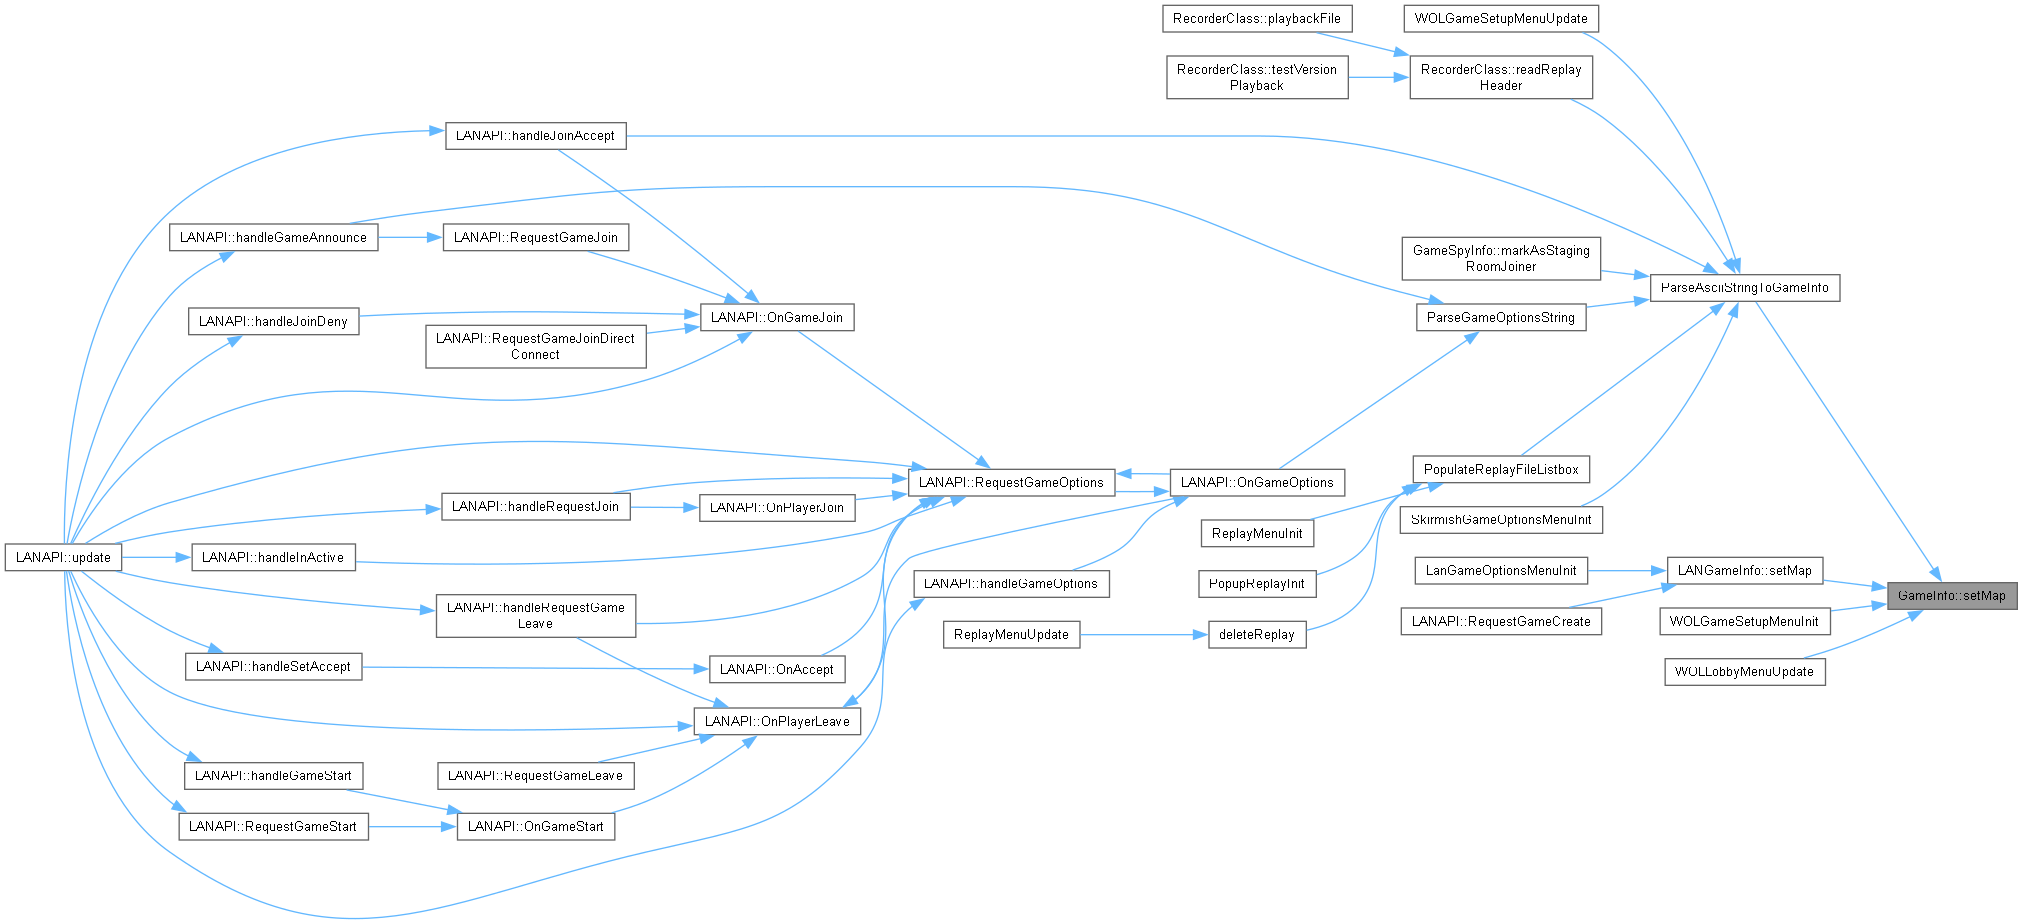 RecorderClass::playbackFile
WOLGameSetupMenuUpdate
RecorderClass::testVersion
Playback
RecorderClass::readReplay
Header
LANAPI::handleJoinAccept
LANAPI::handleGameAnnounce
LANAPI::RequestGameJoin
GameSpyInfo::markAsStaging
RoomJoiner
ParseAsciiStringToGameInfo
LANAPI::handleJoinDeny
LANAPI::OnGameJoin
ParseGameOptionsString
LANAPI::RequestGameJoinDirect
Connect
PopulateReplayFileListbox
LANAPI::RequestGameOptions
LANAPI::OnGameOptions
LANAPI::handleRequestJoin
LANAPI::OnPlayerJoin
SkirmishGameOptionsMenuInit
ReplayMenuInit
LANAPI::update
LANAPI::handleInActive
LanGameOptionsMenuInit
LANGameInfo::setMap
LANAPI::handleGameOptions
PopupReplayInit
GameInfo::setMap
LANAPI::handleRequestGame
Leave
LANAPI::RequestGameCreate
WOLGameSetupMenuInit
ReplayMenuUpdate
deleteReplay
LANAPI::handleSetAccept
LANAPI::OnAccept
WOLLobbyMenuUpdate
LANAPI::OnPlayerLeave
LANAPI::handleGameStart
LANAPI::RequestGameLeave
LANAPI::RequestGameStart
LANAPI::OnGameStart